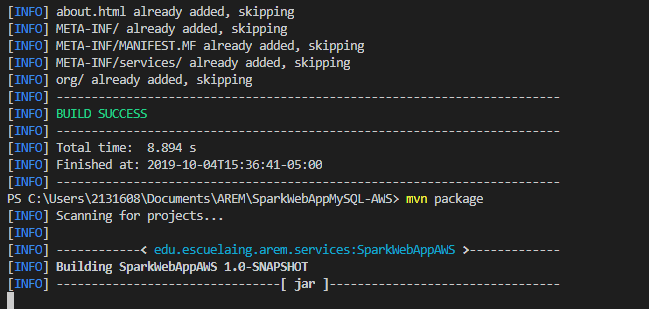 [INFO] about.html already added, skipping
[INFO] META-INF/ already added, skipping
[INFO] META-INF/MANIFEST.MF already added, skipping
[INFO] META-INF/services/ already added, skipping
[INFO] org/ already added, skipping
[INFO] ------------------------------------------------------------------------
[INFO] BUILD SUCCESS
[INFO] ------------------------------------------------------------------------
[INFO] Total time:  8.894 s
[INFO] Finished at: 2019-10-04T15:36:41-05:00
[INFO] ------------------------------------------------------------------------
PS C:\Users\2131608\Documents\AREM\SparkWebAppMySQL-AWS> mvn package
[INFO] Scanning for projects...
[INFO]
[INFO] ------------< edu.escuelaing.arem.services:SparkWebAppAWS >-------------
[INFO] Building SparkWebAppAWS 1.0-SNAPSHOT
[INFO] --------------------------------[ jar ]---------------------------------